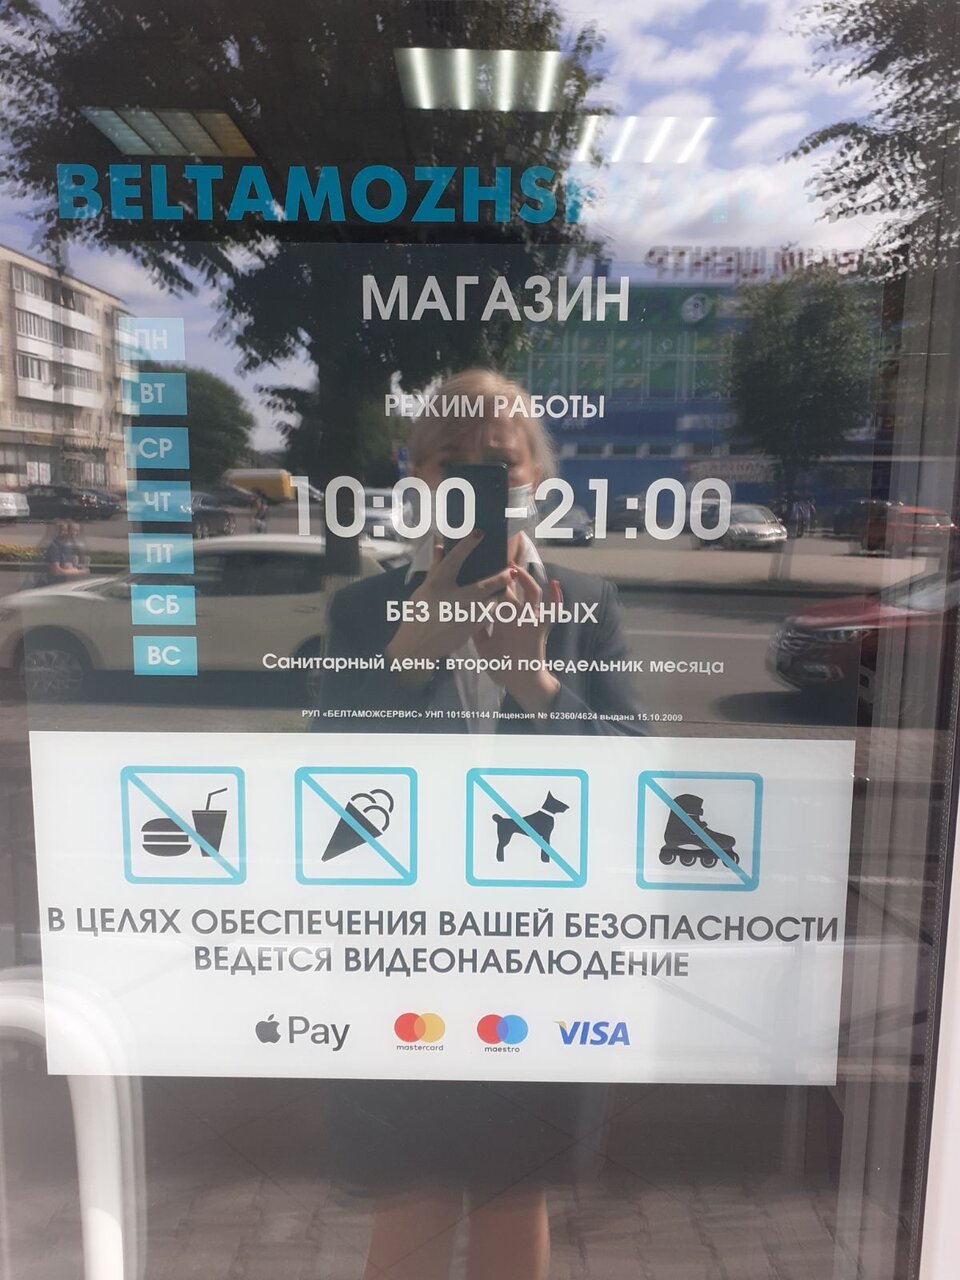 BELTAMOZHSERVICE
МАГАЗИН
ПН
ВТ
СР
ЧТ
ПТ
СБ
ВС
РЕЖИМ РАБОТЫ
10:00 -21:00
БЕЗ ВЫХОДНЫХ
Санитарный день: второй понедельник месяца
РУП «БЕЛТАМОЖСЕРВИС» УНП 101561144 Лицензия № 62360/4624 выдана 15.10.2009
В ЦЕЛЯХ ОБЕСПЕЧЕНИЯ ВАШЕЙ БЕЗОПАСНОСТИ
ВЕДЕТСЯ ВИДЕОНАБЛЮДЕНИЕ
Pay
mastercard
maestro
VISA